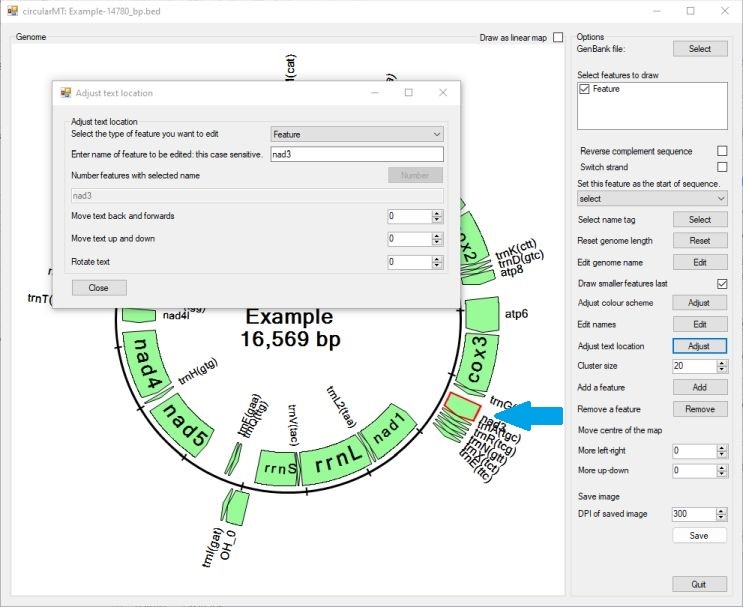 circularMT: Example-14780_bp.bed
Genome
Draw as linear map
Options
GenBank file:
Select
Select features to draw
Feature
Reverse complement sequence
Switch strand
Set this feature as the start of sequence.
select
Select name tag
Select
Reset genome length
Reset
Edit genome name
Edit
Draw smaller features last
Adjust colour scheme
Adjust
Edit names
Edit
Adjust text location
Adjust
Cluster size
20
Add a feature
Add
Remove a feature
Remove
Move centre of the map
More left-right
0
More up-down
0
Save image
DPI of saved image
300
Save
Quit
Adjust text location
Adjust text location
Select the type of feature you want to edit
Feature
Enter name of feature to be edited: this case sensitive.
nad3
Number features with selected name
Number
nad3
Move text back and forwards
0
Move text up and down
0
Rotate text
0
Close
(cat)
cox2
trnK(ctt)
trnD(gtc)
atp8
atp6
cox3
trnG
nad3
trnR(tcg)
trnN(gtt)
trnX(ct)
trnE(ttc)
Example
16,569 bp
trnT(
nad4l
nad4
trnH(gtg)
nad5
trnF(gaa)
trnQ(ttg)
trnV(tac)
trnL2(taa)
nad1
rrnL
rrnS
trnI(gat)
OH_0